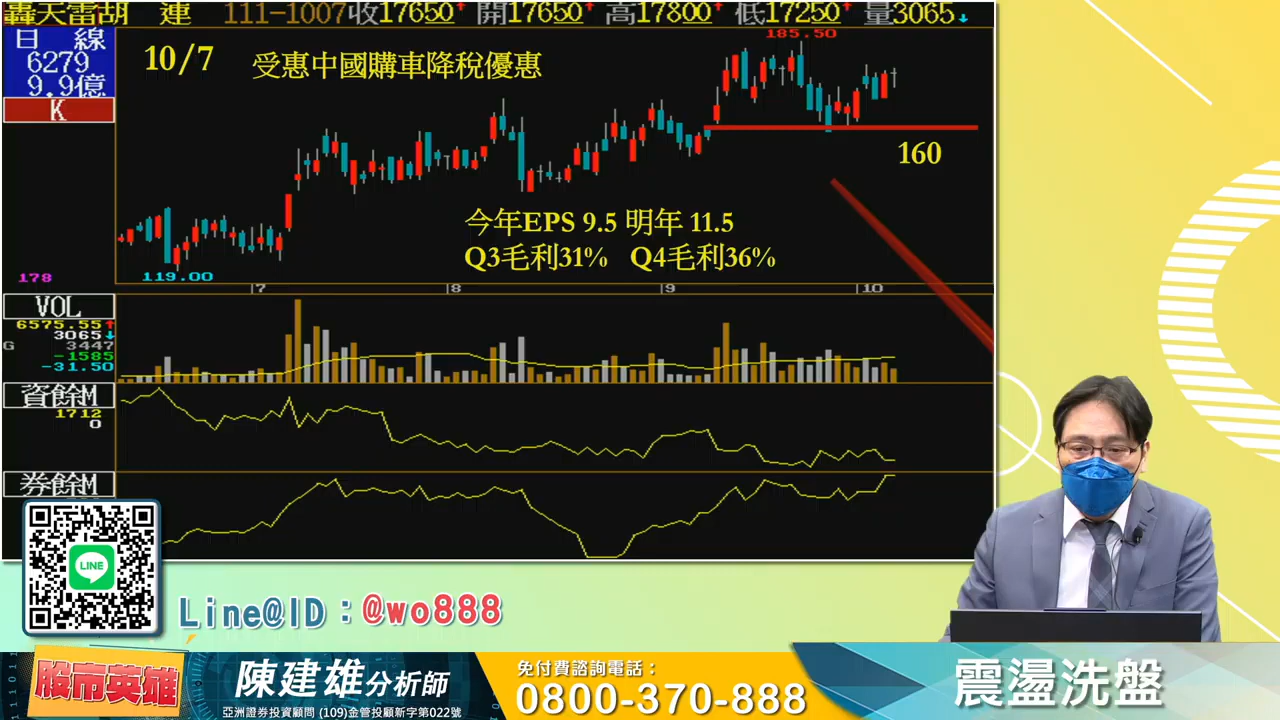 轟天雷胡連 111-1007收17650↑開17650↑高17800↑低17250↑量3065↓
日線
6279
9.9億
K
10/7 受惠中國購車降稅優惠
185.50
160
今年EPS 9.5 明年 11.5
Q3毛利31% Q4毛利36%
178
119.00
7 8 9 10
VOL
6575.55↑
3065↓
G 3447
-1585
-31.50
資餘M
1712
0
券餘M
LINE
Line@ID：@wo888
股市英雄
陳建雄分析師
亞洲證券投資顧問 (109)金管投顧新字第022號
免付費諮詢電話：
0800-370-888
震盪洗盤